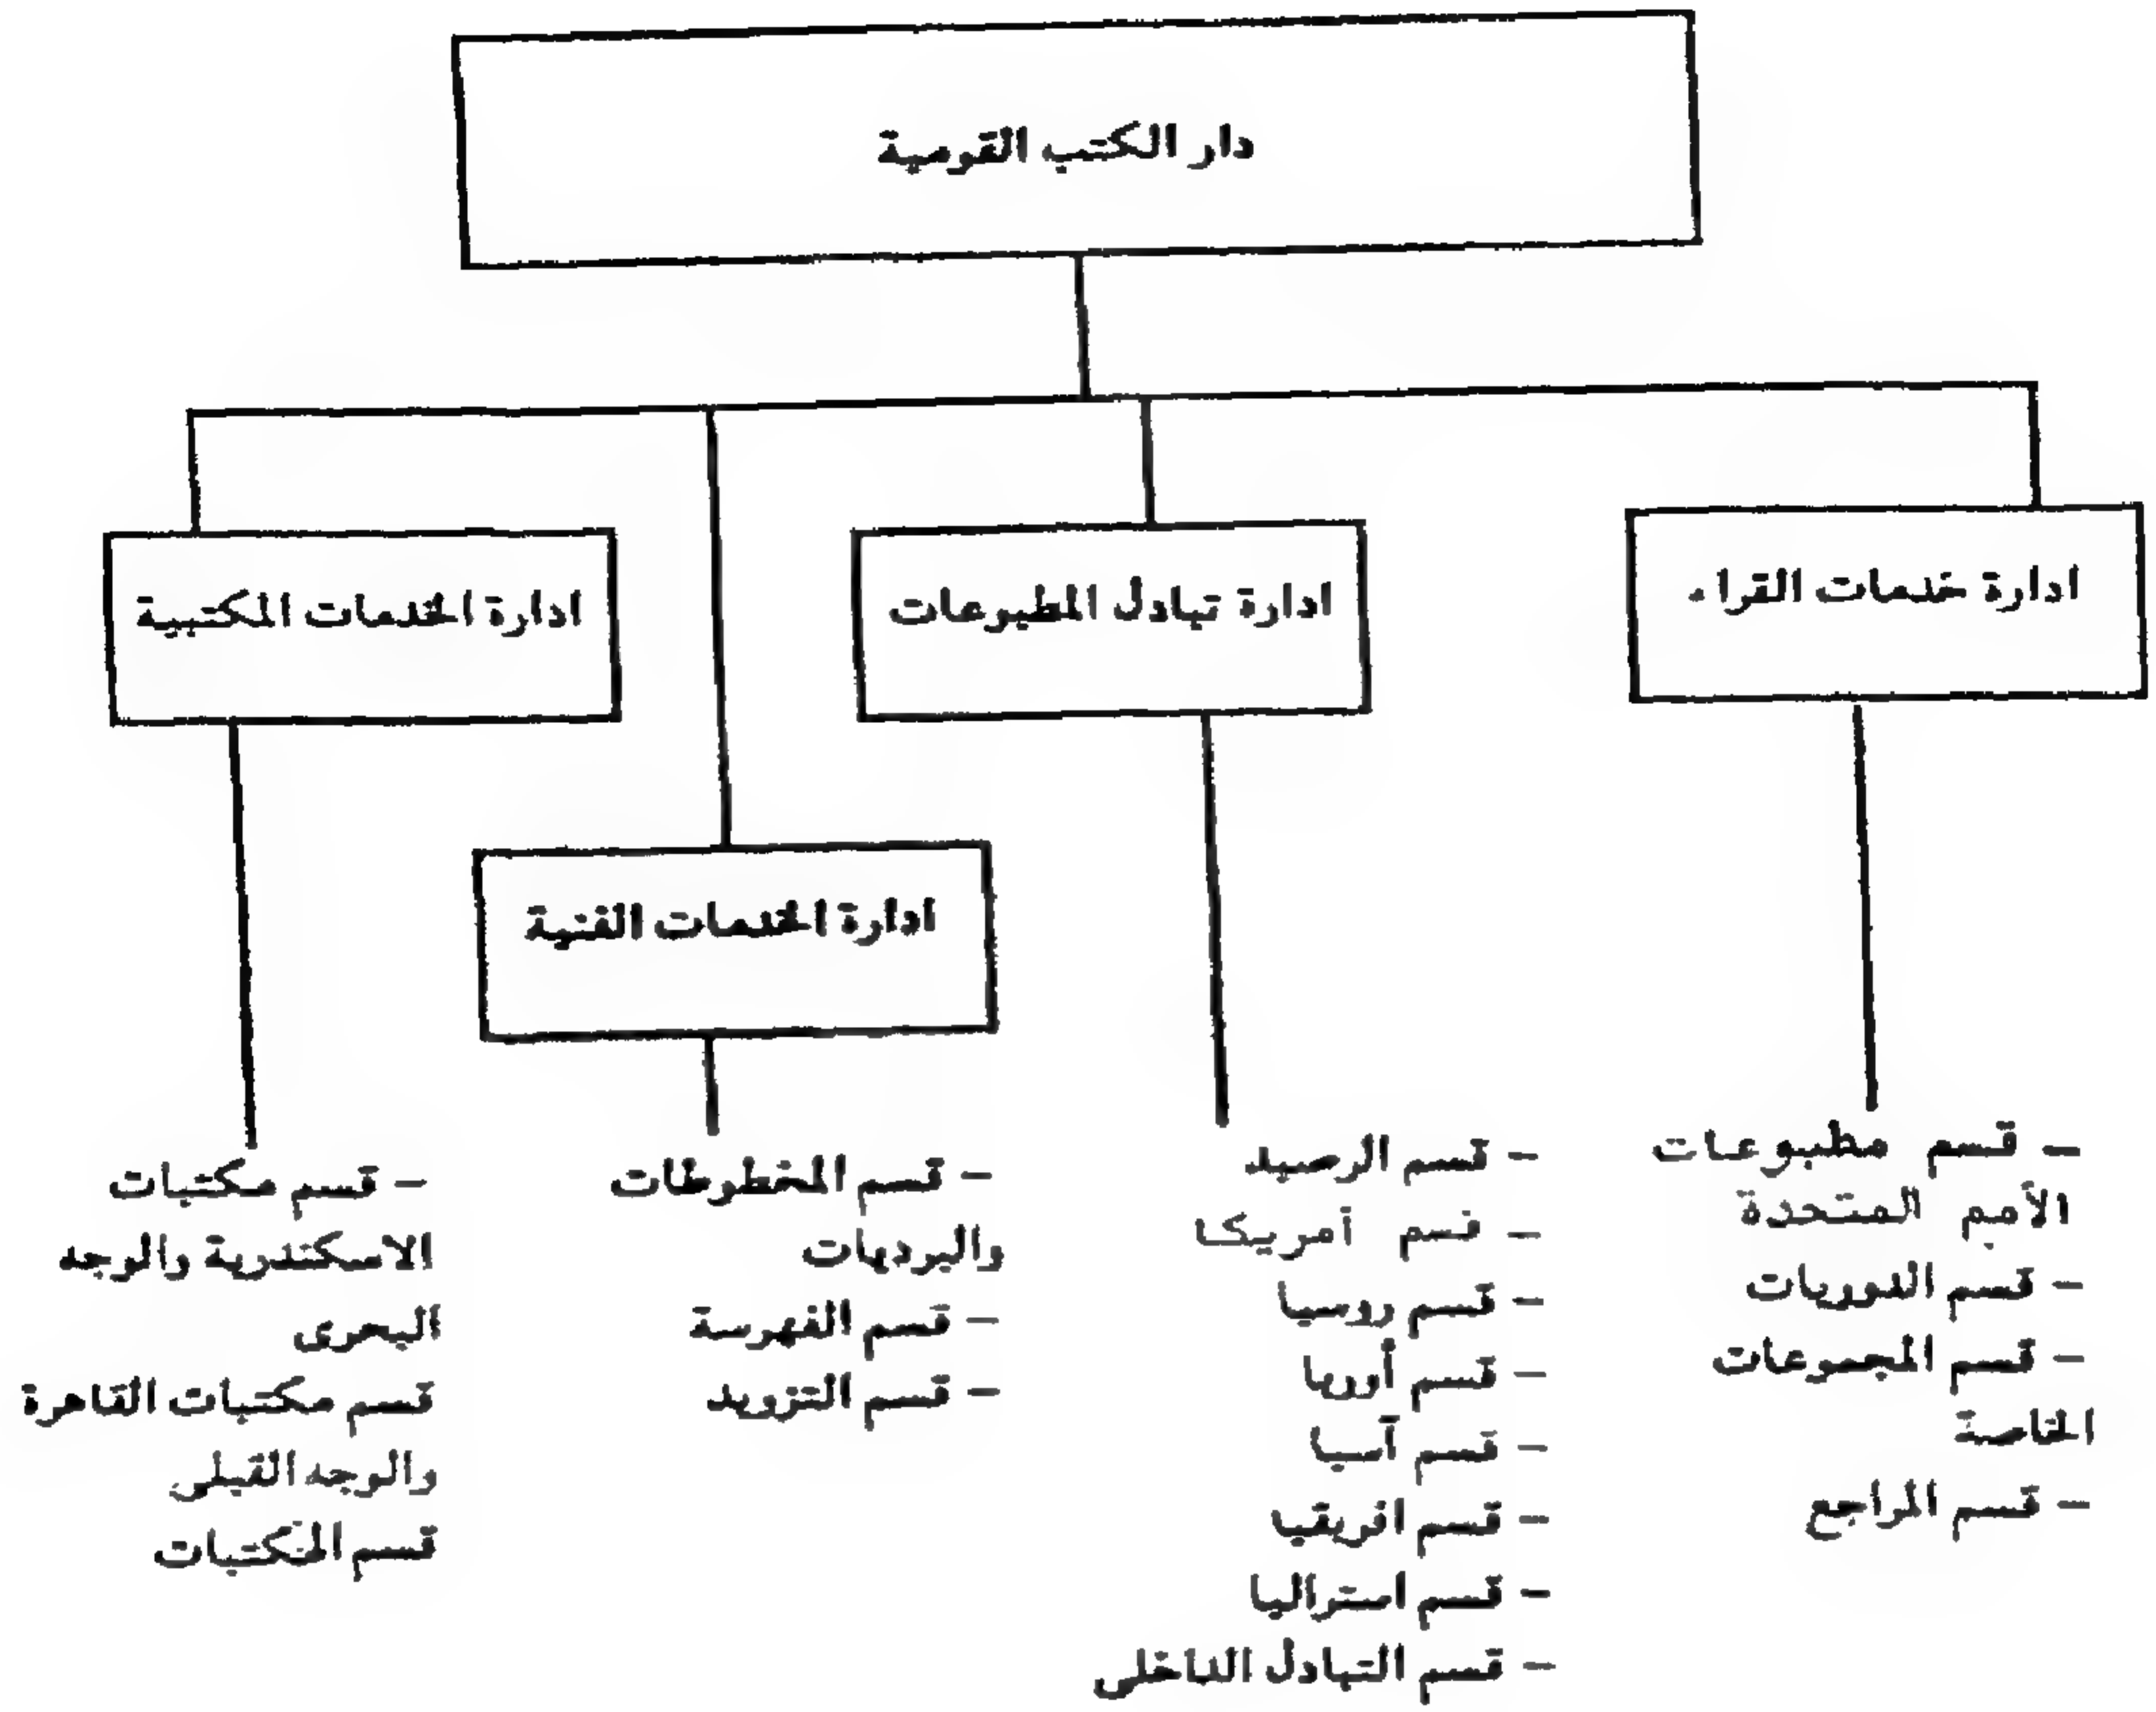 دار الكتب القومية
ادارة خدمات القراء
ادارة تبادل المطبوعات
ادارة الخدمات المكتبية
ادارة الخدمات الفنية
– قسم مطبوعات
الأمم المتحدة
– قسم الدوريات
– قسم المجموعات
الخاصة
– قسم المراجع
– قسم الرصيد
– قسم أمريكا
– قسم روسيا
– قسم أوربا
– قسم آسيا
– قسم افريقيا
– قسم استراليا
– قسم التبادل الداخلى
– قسم المخطوطات
والبرديات
– قسم الفهرسة
– قسم التزويد
– قسم مكتبات
الاسكندرية والوجه
البحرى
قسم مكتبات القاهرة
والوجه القبلى
قسم المكتبات